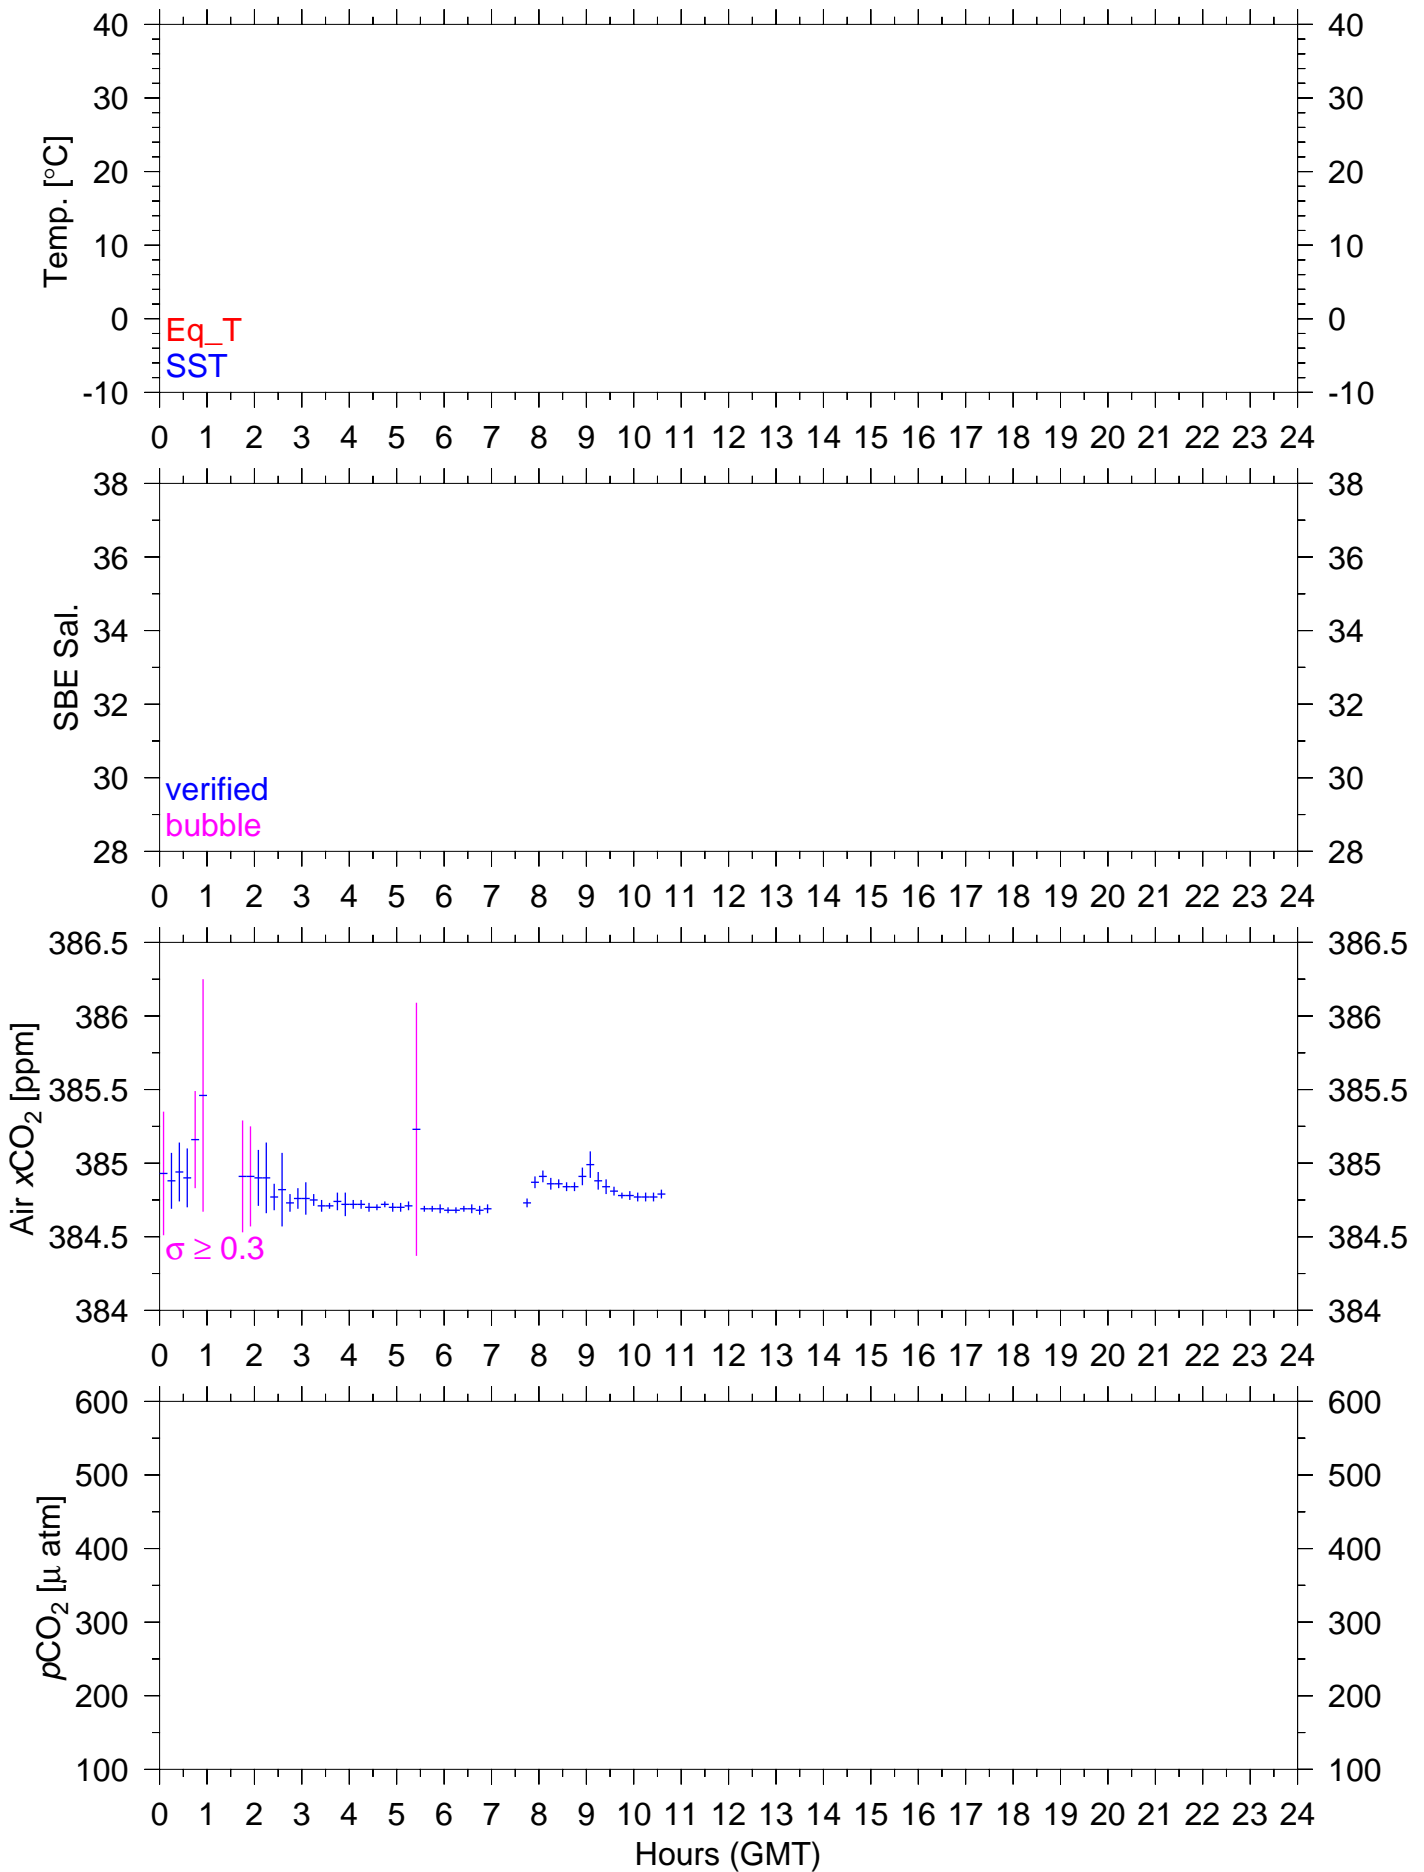 40 40
30 30
Temp. [°C]
20 20
10 10
0 0
Eq_T
SST
-10 -10
0 1 2 3 4 5 6 7 8 9 10 11 12 13 14 15 16 17 18 19 20 21 22 23 24
38 38
36 36
SBE Sal.
34 34
32 32
30 30
verified
bubble
28 28
0 1 2 3 4 5 6 7 8 9 10 11 12 13 14 15 16 17 18 19 20 21 22 23 24
386.5 386.5
386 386
Air xCO₂ [ppm]
385.5 385.5
385 385
384.5 384.5
σ ≥ 0.3
384 384
0 1 2 3 4 5 6 7 8 9 10 11 12 13 14 15 16 17 18 19 20 21 22 23 24
600 600
500 500
pCO₂ [μ atm]
400 400
300 300
200 200
100 100
0 1 2 3 4 5 6 7 8 9 10 11 12 13 14 15 16 17 18 19 20 21 22 23 24
Hours (GMT)